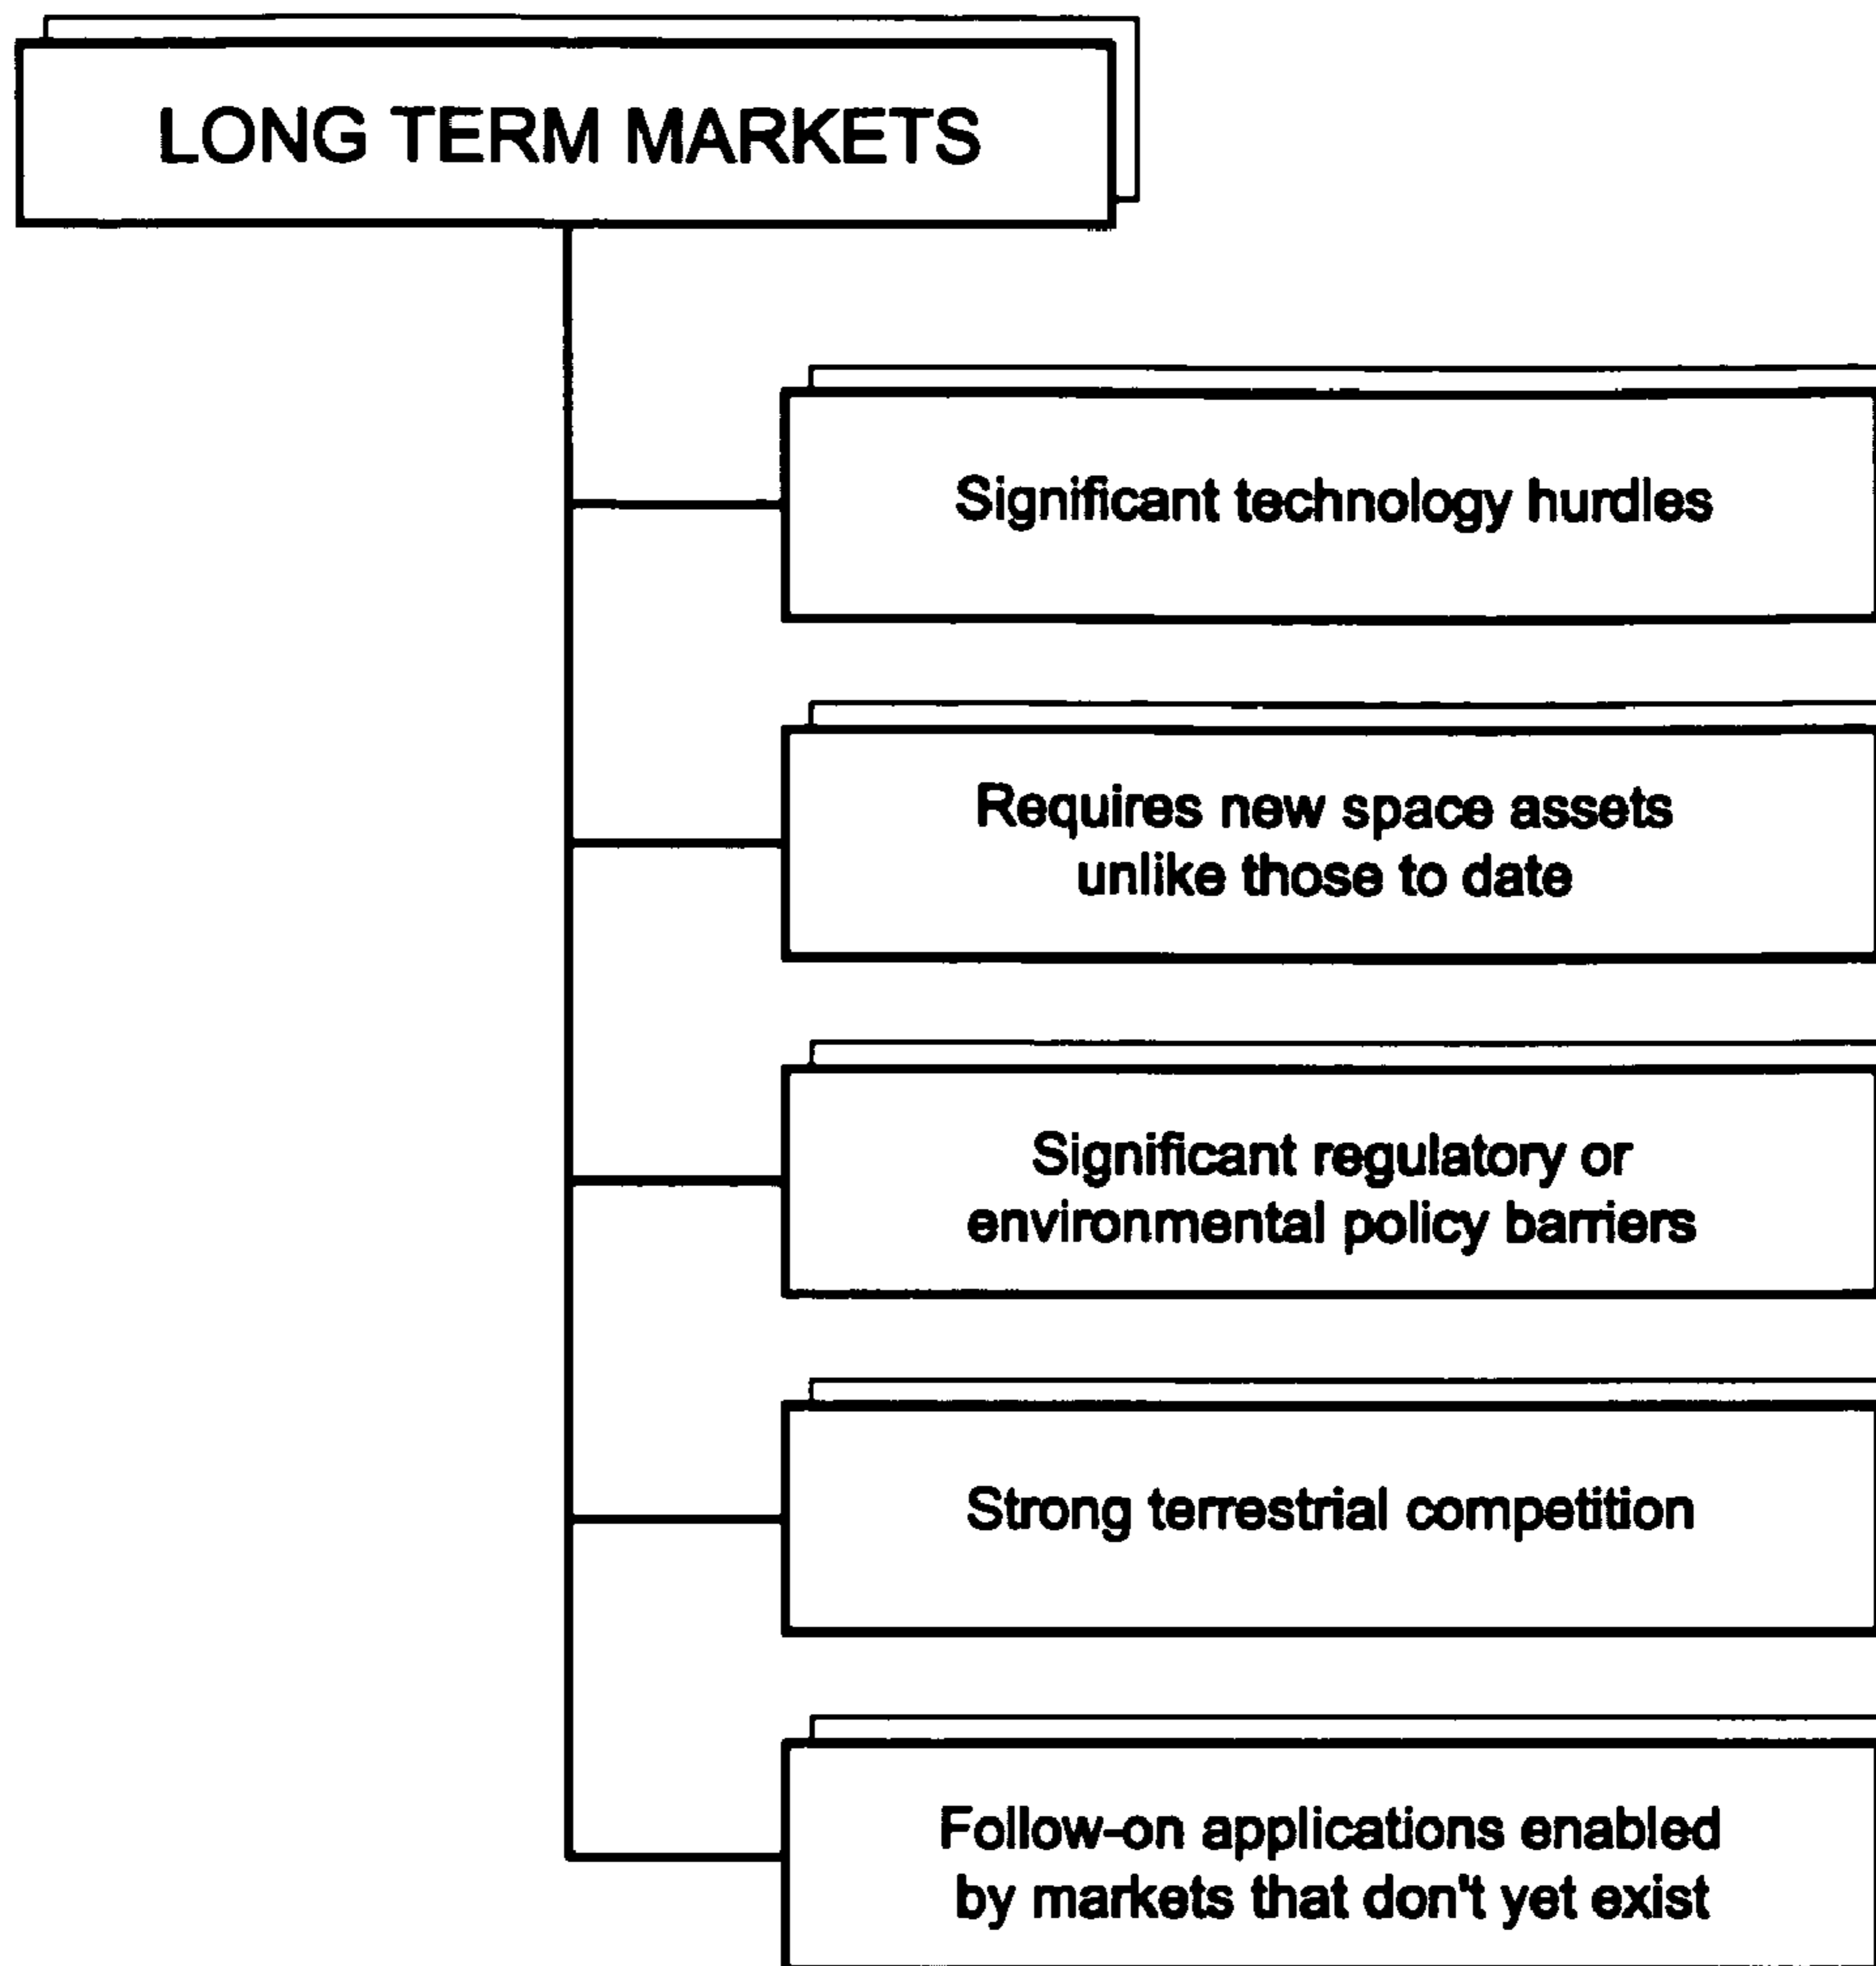 LONG TERM MARKETS
Significant technology hurdles
Requires new space assets
unlike those to date
Significant regulatory or
environmental policy barriers
Strong terrestrial competition
Follow-on applications enabled
by markets that don't yet exist